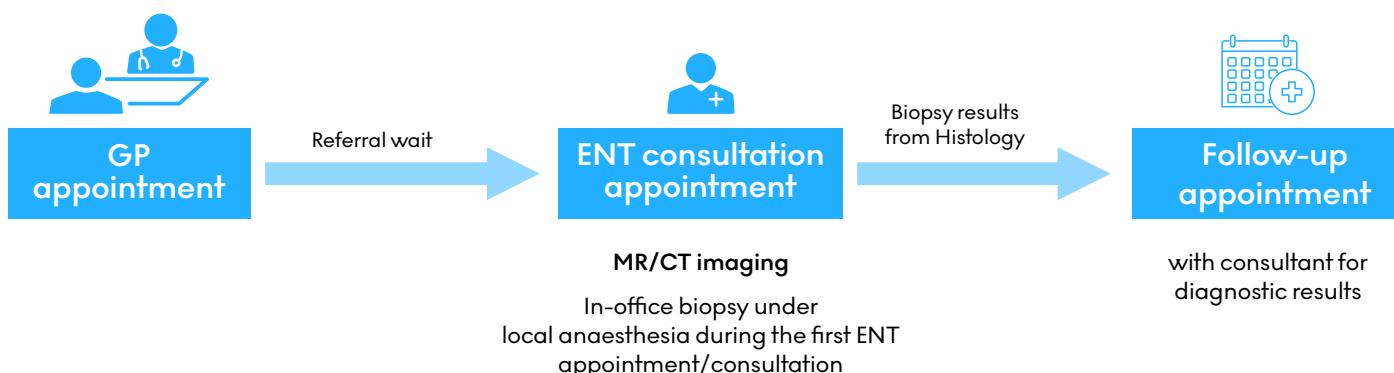 GP
appointment
Referral wait
ENT consultation
appointment
MR/CT imaging
In-office biopsy under
local anaesthesia during the first ENT
appointment/consultation
Biopsy results
from Histology
Follow-up
appointment
with consultant for
diagnostic results